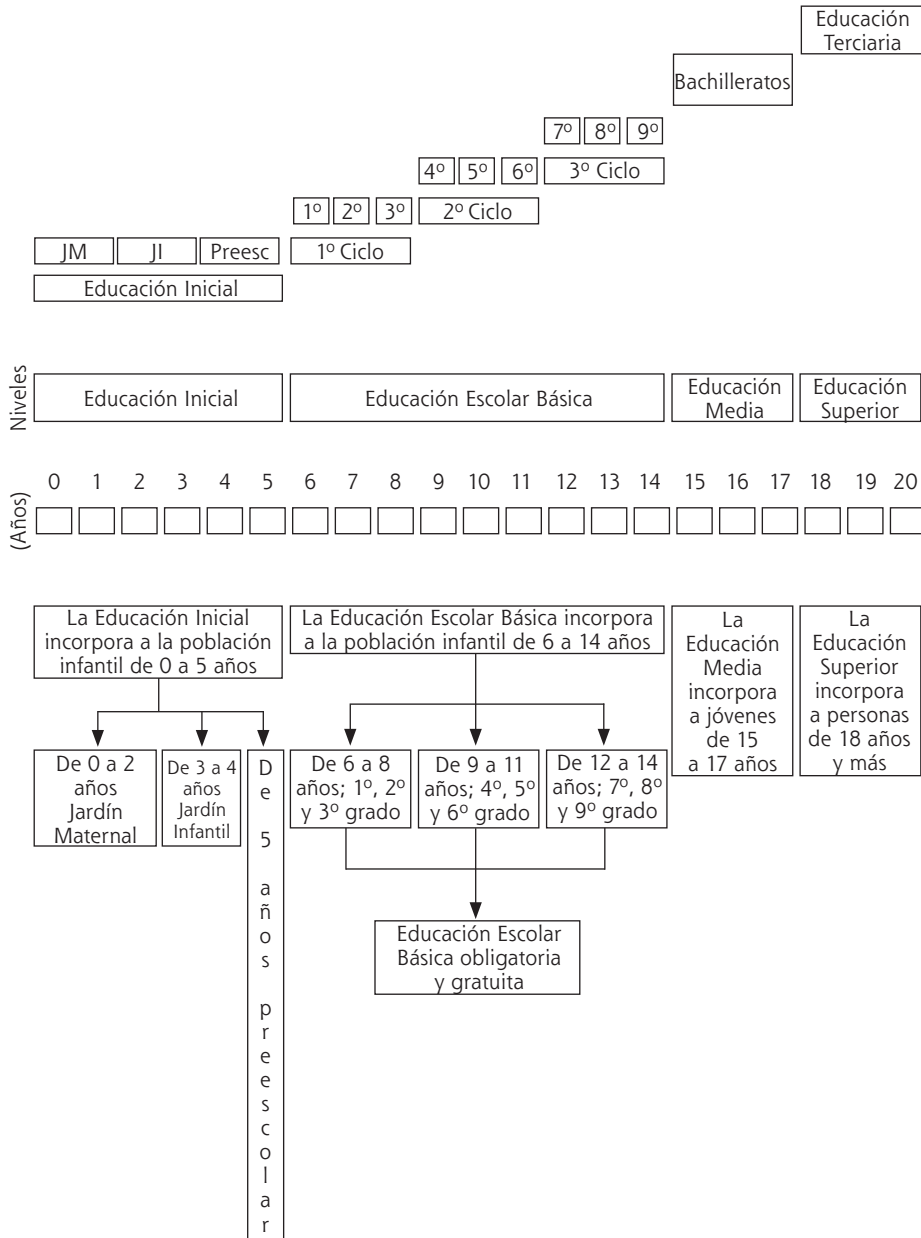 Educación
Terciaria
Bachilleratos
7º 8º 9º
4º 5º 6º 3º Ciclo
1º 2º 3º 2º Ciclo
JM JI Preesc 1º Ciclo
Educación Inicial
Niveles
Educación Inicial
Educación Escolar Básica
Educación
Media
Educación
Superior
0 1 2 3 4 5 6 7 8 9 10 11 12 13 14 15 16 17 18 19 20
(Años)
La Educación Inicial
incorpora a la población
infantil de 0 a 5 años
La Educación Escolar Básica incorpora
a la población infantil de 6 a 14 años
La
Educación
Media
incorpora
a jóvenes
de 15
a 17 años
La
Educación
Superior
incorpora
a personas
de 18 años
y más
De 0 a 2
años
Jardín
Maternal
De 3 a 4
años
Jardín
Infantil
De 5 años preescolar
De 6 a 8
años; 1º, 2º
y 3º grado
De 9 a 11
años; 4º, 5º
y 6º grado
De 12 a 14
años; 7º, 8º
y 9º grado
Educación Escolar
Básica obligatoria
y gratuita